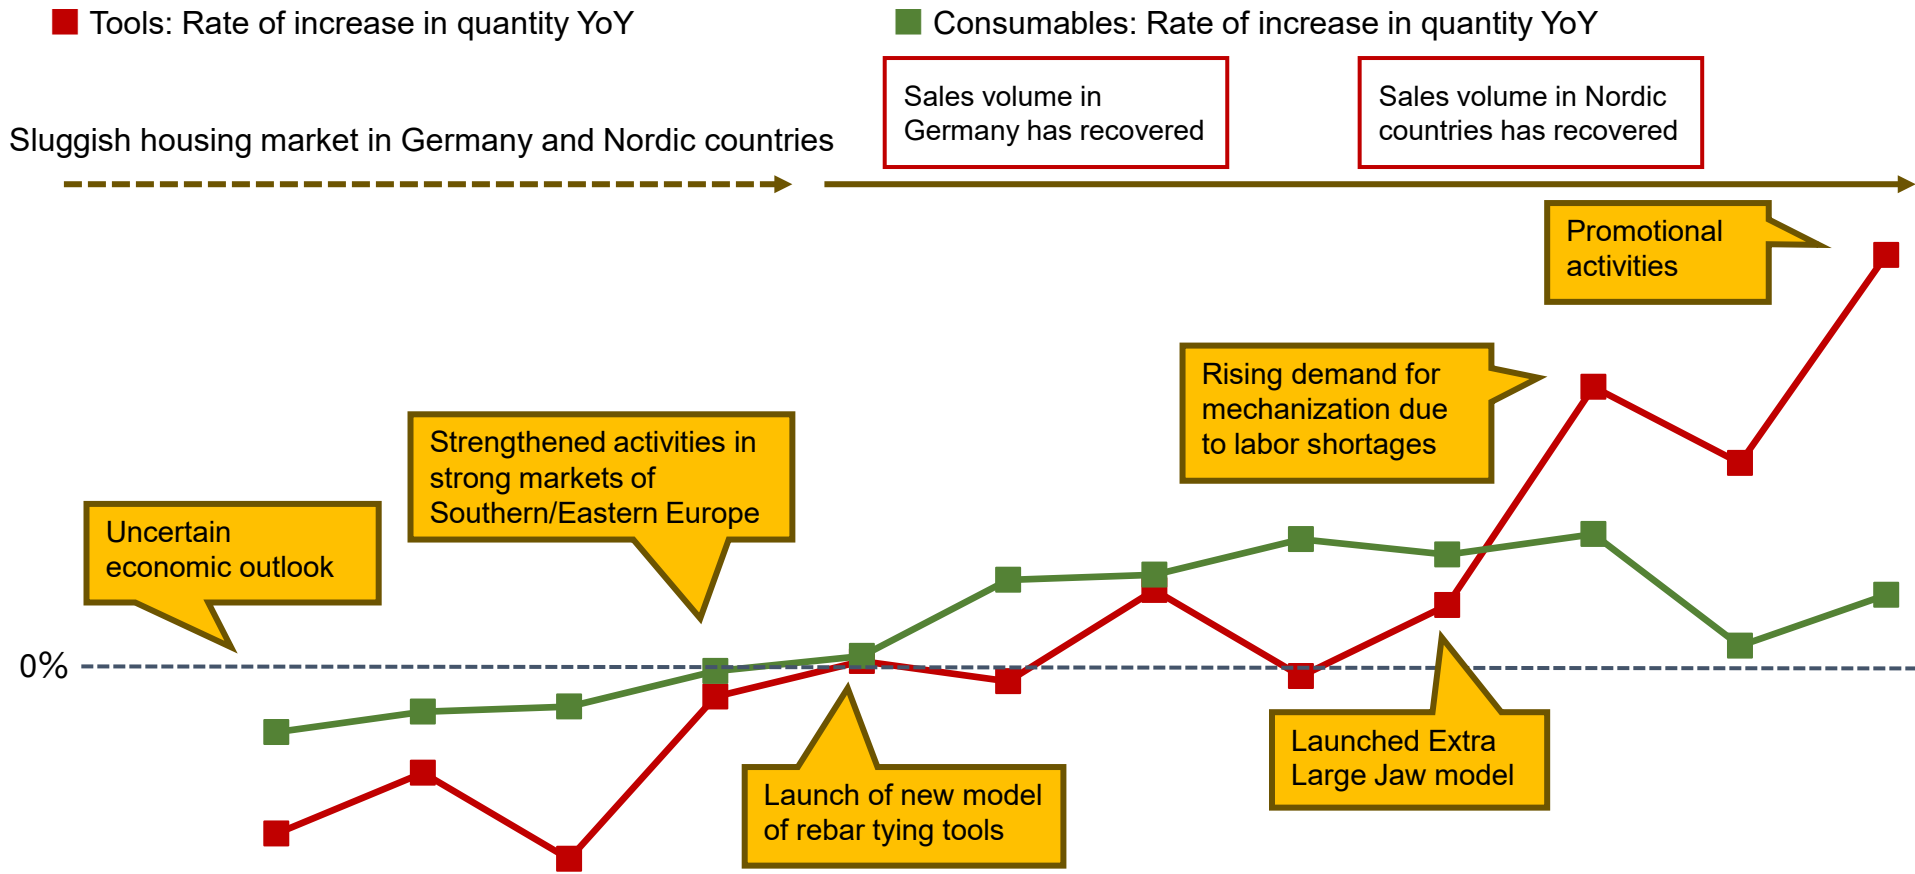 Tools: Rate of increase in quantity YoY
Consumables: Rate of increase in quantity YoY
Sales volume in
Germany has recovered
Sales volume in Nordic
countries has recovered
Sluggish housing market in Germany and Nordic countries
Promotional
activities
Rising demand for
mechanization due
to labor shortages
Strengthened activities in
strong markets of
Southern/Eastern Europe
Uncertain
economic outlook
0%
Launched Extra
Large Jaw model
Launch of new model
of rebar tying tools